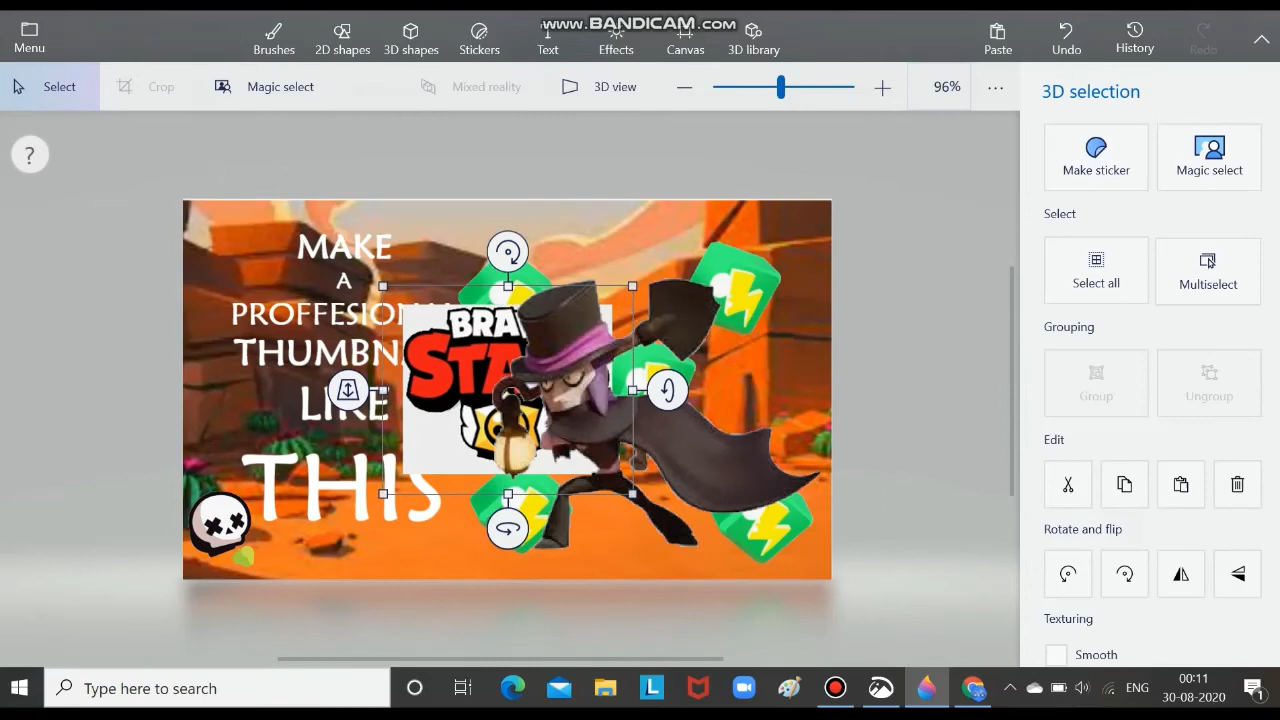 www.BANDICAM.com
Menu
Brushes
2D shapes
3D shapes
Stickers
Text
Effects
Canvas
3D library
Paste
Undo
History
Redo
Select
Crop
Magic select
Mixed reality
3D view
96%
3D selection
Make sticker
Magic select
Select
Select all
Multiselect
Grouping
Group
Ungroup
Edit
Rotate and flip
Texturing
Smooth
?
MAKE
A
PROFFESION
THUMBN
LIKE
THIS
BRA
STA
Type here to search
L
ENG
00:11
30-08-2020
1